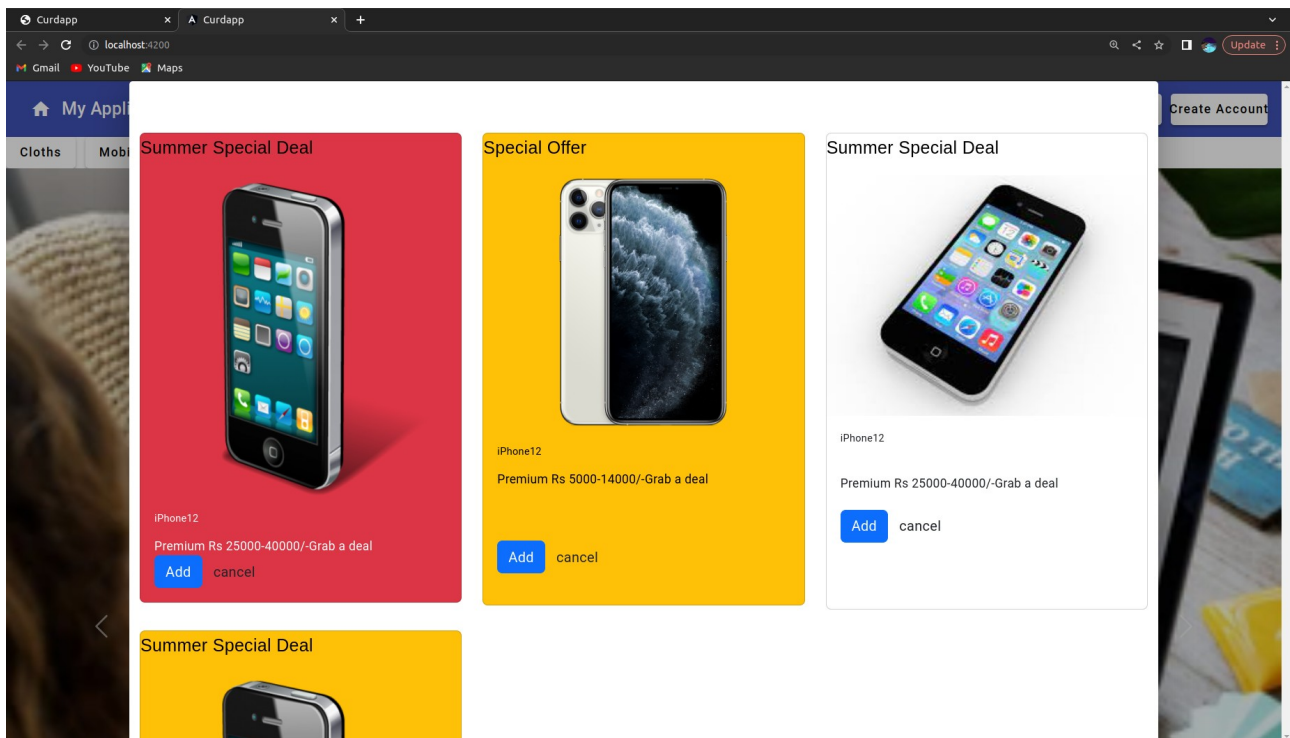 Curdapp
Curdapp
localhost:4200
Update
Gmail YouTube Maps
My Appli
Create Account
Cloths Mobi
Summer Special Deal
iPhone12
Premium Rs 25000-40000/-Grab a deal
Add cancel
Special Offer
iPhone12
Premium Rs 5000-14000/-Grab a deal
Add cancel
Summer Special Deal
iPhone12
Premium Rs 25000-40000/-Grab a deal
Add cancel
Summer Special Deal